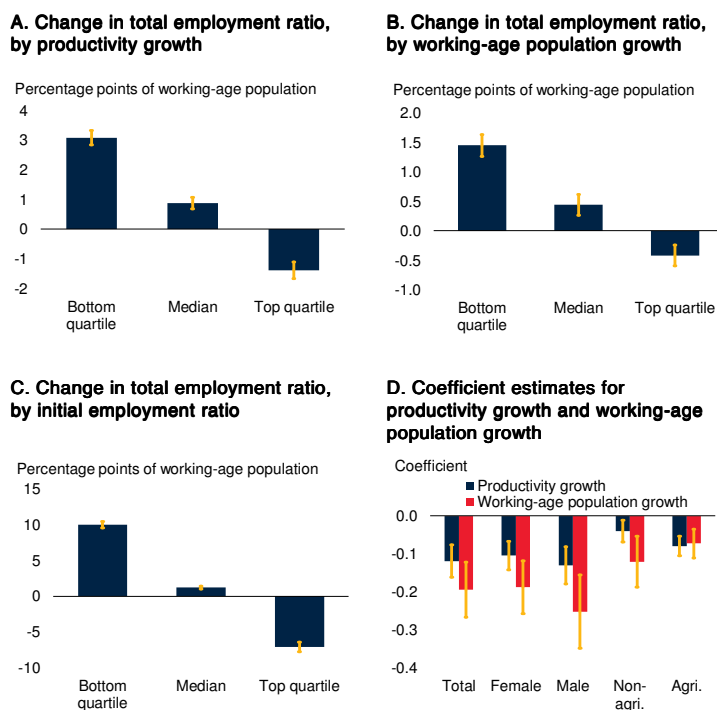 A. Change in total employment ratio,
by productivity growth
Percentage points of working-age population
4
3
2
1
0
-1
-2
Bottom
quartile
Median
Top quartile
B. Change in total employment ratio,
by working-age population growth
Percentage points of working-age population
2.0
1.5
1.0
0.5
0.0
-0.5
-1.0
Bottom
quartile
Median
Top quartile
C. Change in total employment ratio,
by initial employment ratio
Percentage points of working-age population
15
10
5
0
-5
-10
Bottom
quartile
Median
Top quartile
D. Coefficient estimates for
productivity growth and working-age
population growth
Coefficient
Productivity growth
Working-age population growth
0.0
-0.1
-0.2
-0.3
-0.4
Total
Female
Male
Non-
agri.
Agri.